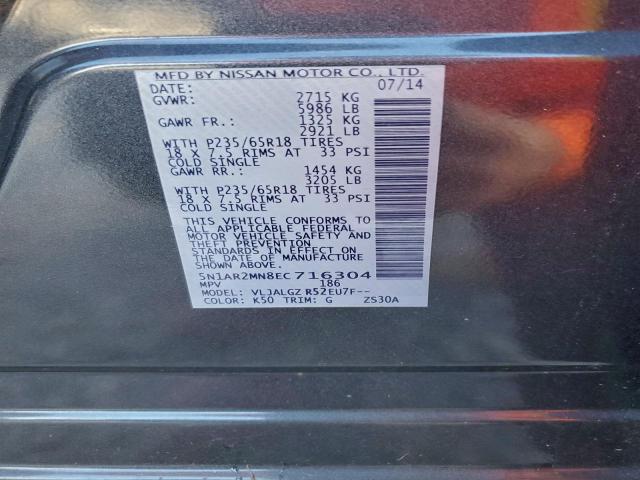 MFD BY NISSAN MOTOR CO., LTD.
DATE: 07/14
GVWR: 2715 KG
5986 LB
GAWR FR.: 1325 KG
2921 LB
WITH P235/65R18 TIRES
18 X 7.5 RIMS AT 33 PSI
COLD SINGLE
GAWR RR.: 1454 KG
3205 LB
WITH P235/65R18 TIRES
18 X 7.5 RIMS AT 33 PSI
COLD SINGLE
THIS VEHICLE CONFORMS TO
ALL APPLICABLE FEDERAL
MOTOR VEHICLE SAFETY AND
THEFT PREVENTION
STANDARDS IN EFFECT ON
THE DATE OF MANUFACTURE
SHOWN ABOVE.
5N1AR2MN8EC716304
MPV 186
MODEL: VLJALGZ R52EU7F--
COLOR: K50 TRIM: G ZS30A